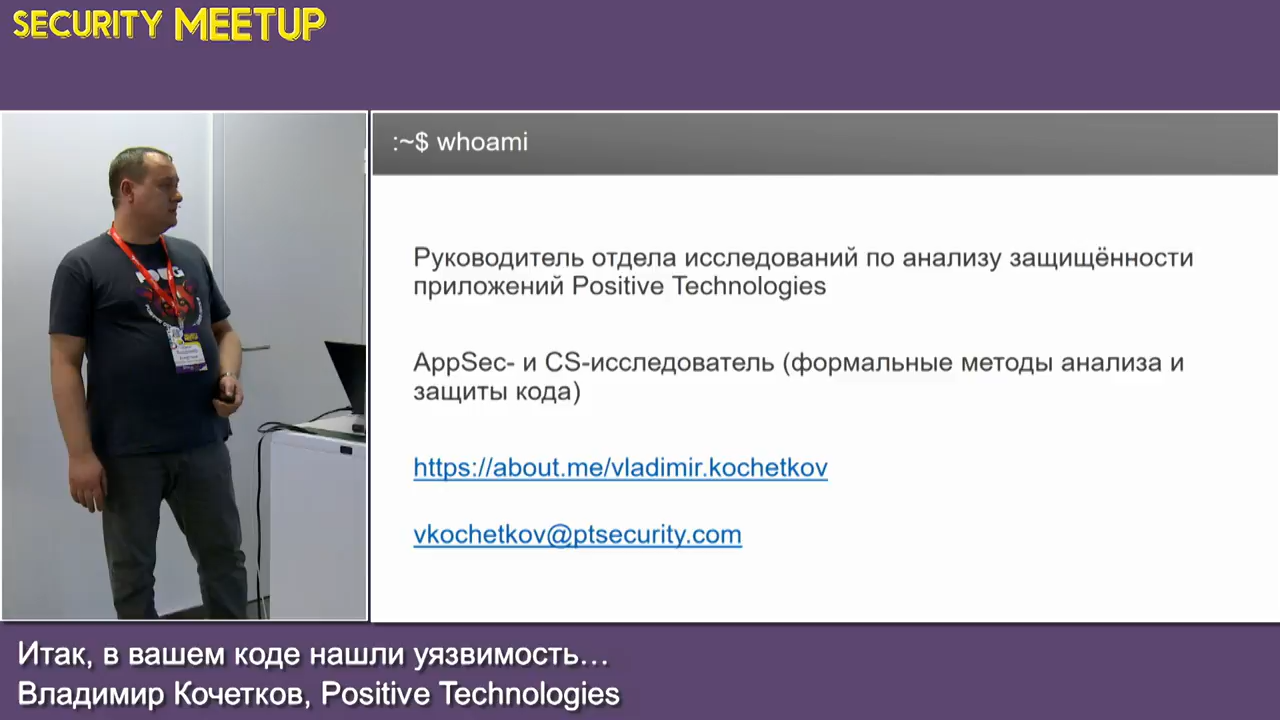 SECURITY MEETUP
:~$ whoami
Руководитель отдела исследований по анализу защищённости
приложений Positive Technologies
AppSec- и CS-исследователь (формальные методы анализа и
защиты кода)
https://about.me/vladimir.kochetkov
vkochetkov@ptsecurity.com
Итак, в вашем коде нашли уязвимость...
Владимир Кочетков, Positive Technologies